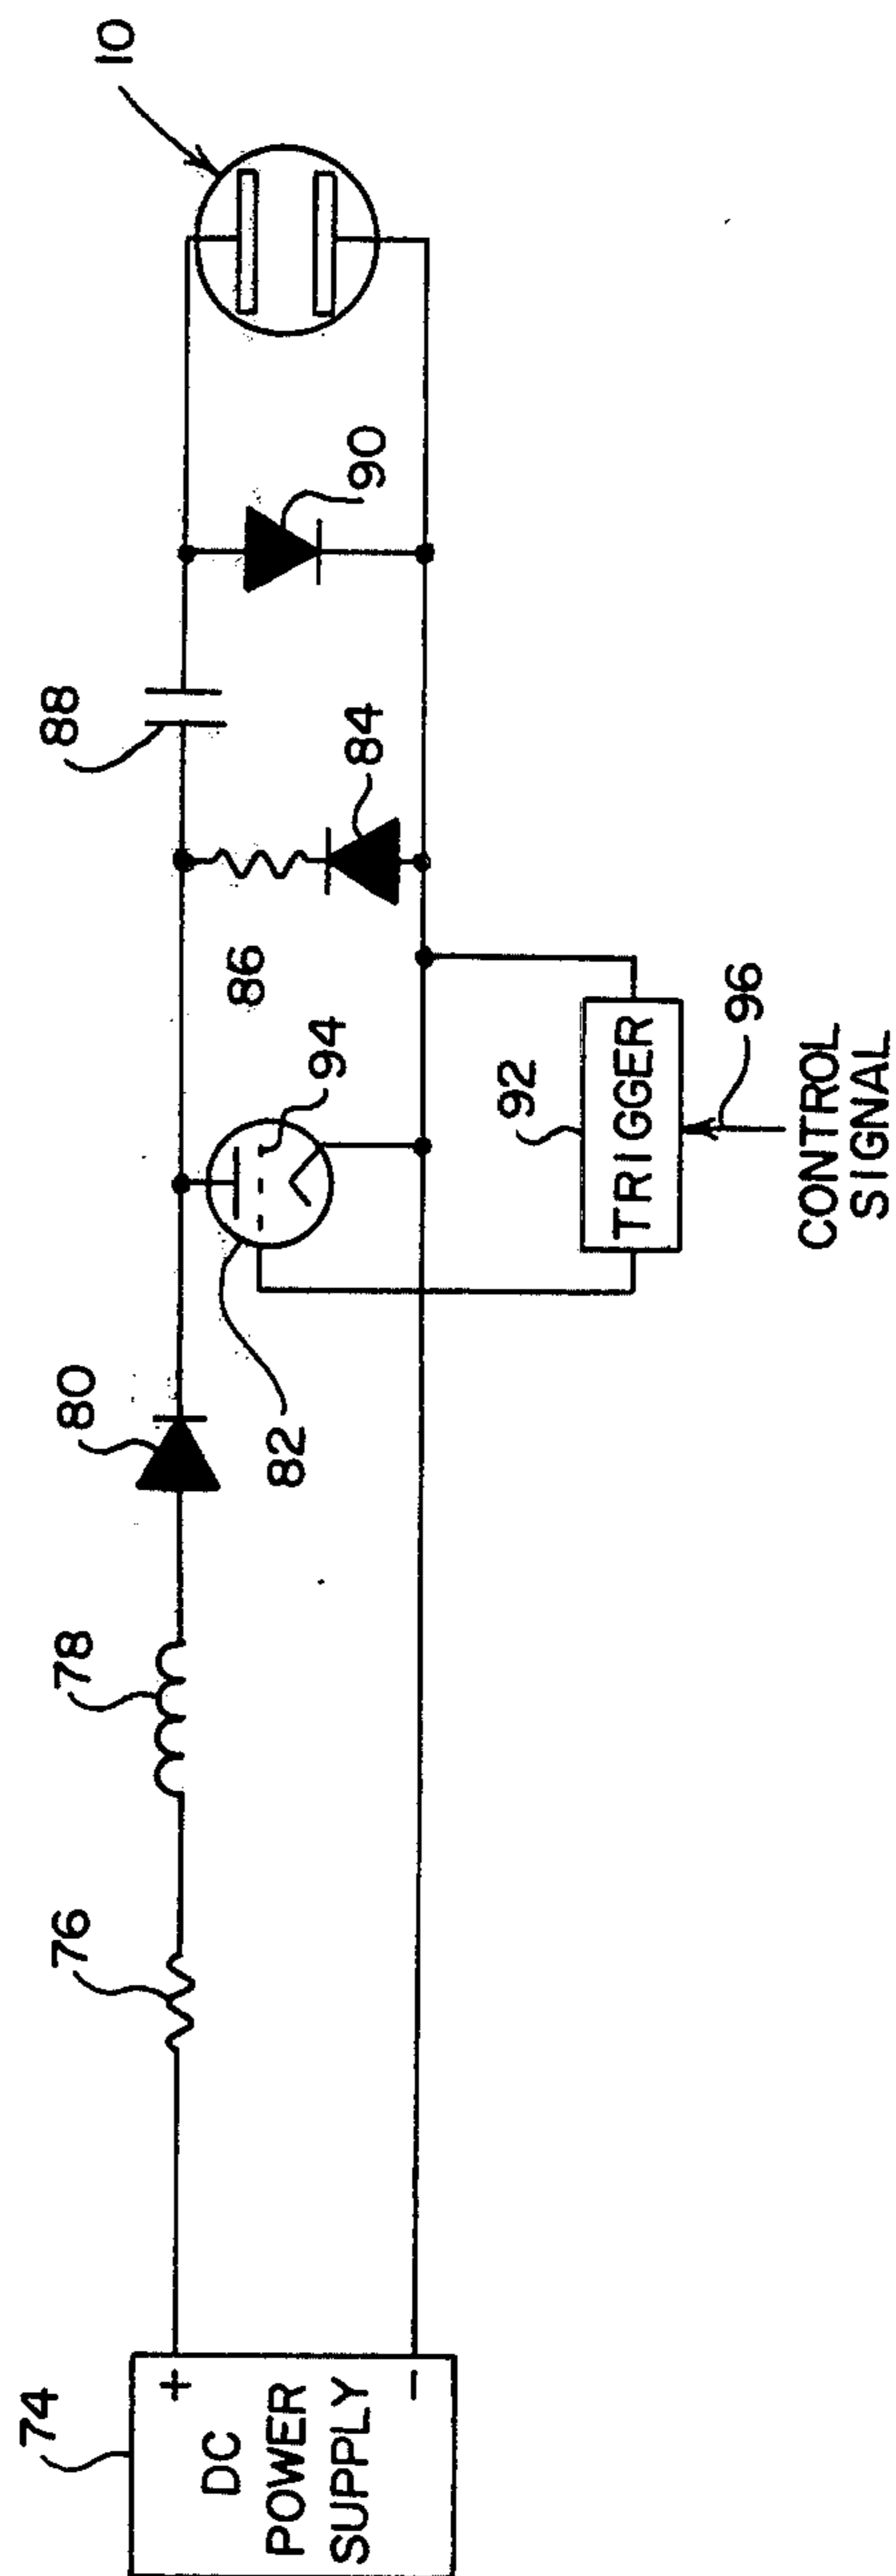 74
DC
POWER
SUPPLY
+
-
76
78
80
82
94
86
84
88
90
10
92
TRIGGER
96
CONTROL
SIGNAL